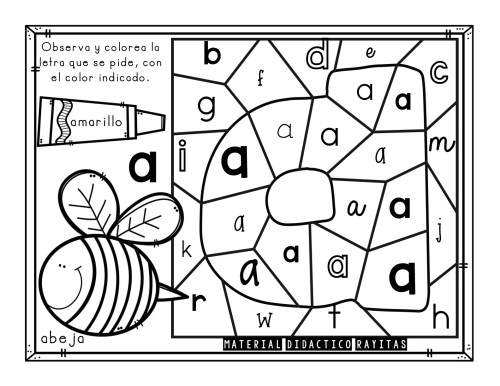 Observa y colorea la
letra que se pide, con
el color indicado.
amarillo
a
abeja
b d e
f c
g a a
a a m
i a a
a a a j
k a a a a
r w t h
MATERIAL DIDACTICO RAYITAS